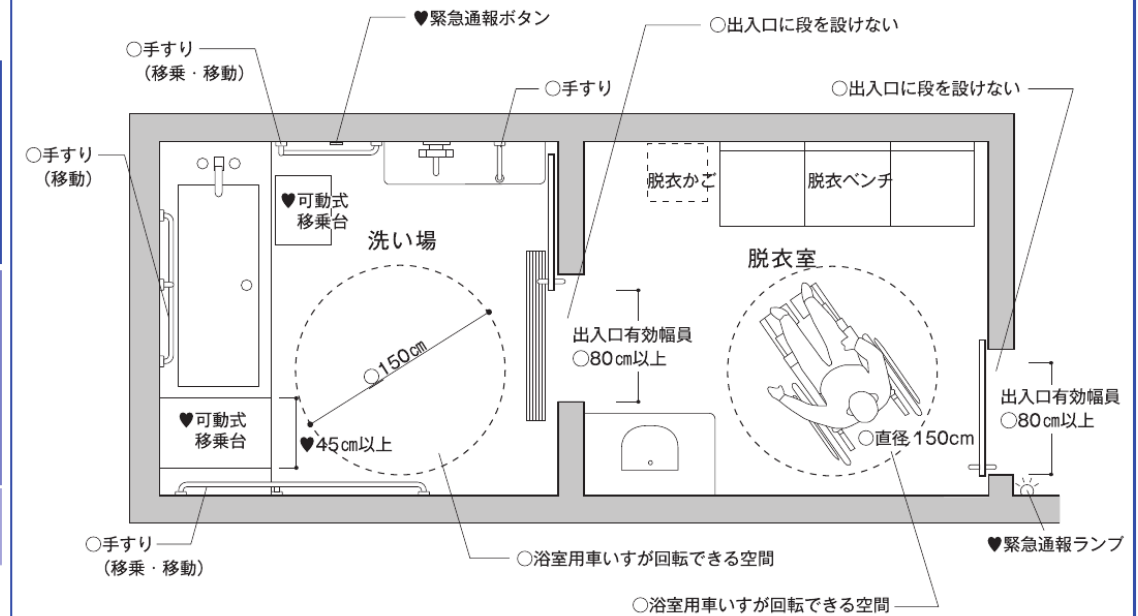 ♥緊急通報ボタン
○出入口に段を設けない
○手すり
(移乗・移動)
○手すり
○出入口に段を設けない
○手すり
(移動)
脱衣かご
脱衣ベンチ
♥可動式
移乗台
洗い場
脱衣室
○150㎝
出入口有効幅員
○80㎝以上
出入口有効幅員
○80㎝以上
♥可動式
移乗台
♥45㎝以上
○直径150cm
○手すり
(移乗・移動)
○浴室用車いすが回転できる空間
♥緊急通報ランプ
○浴室用車いすが回転できる空間